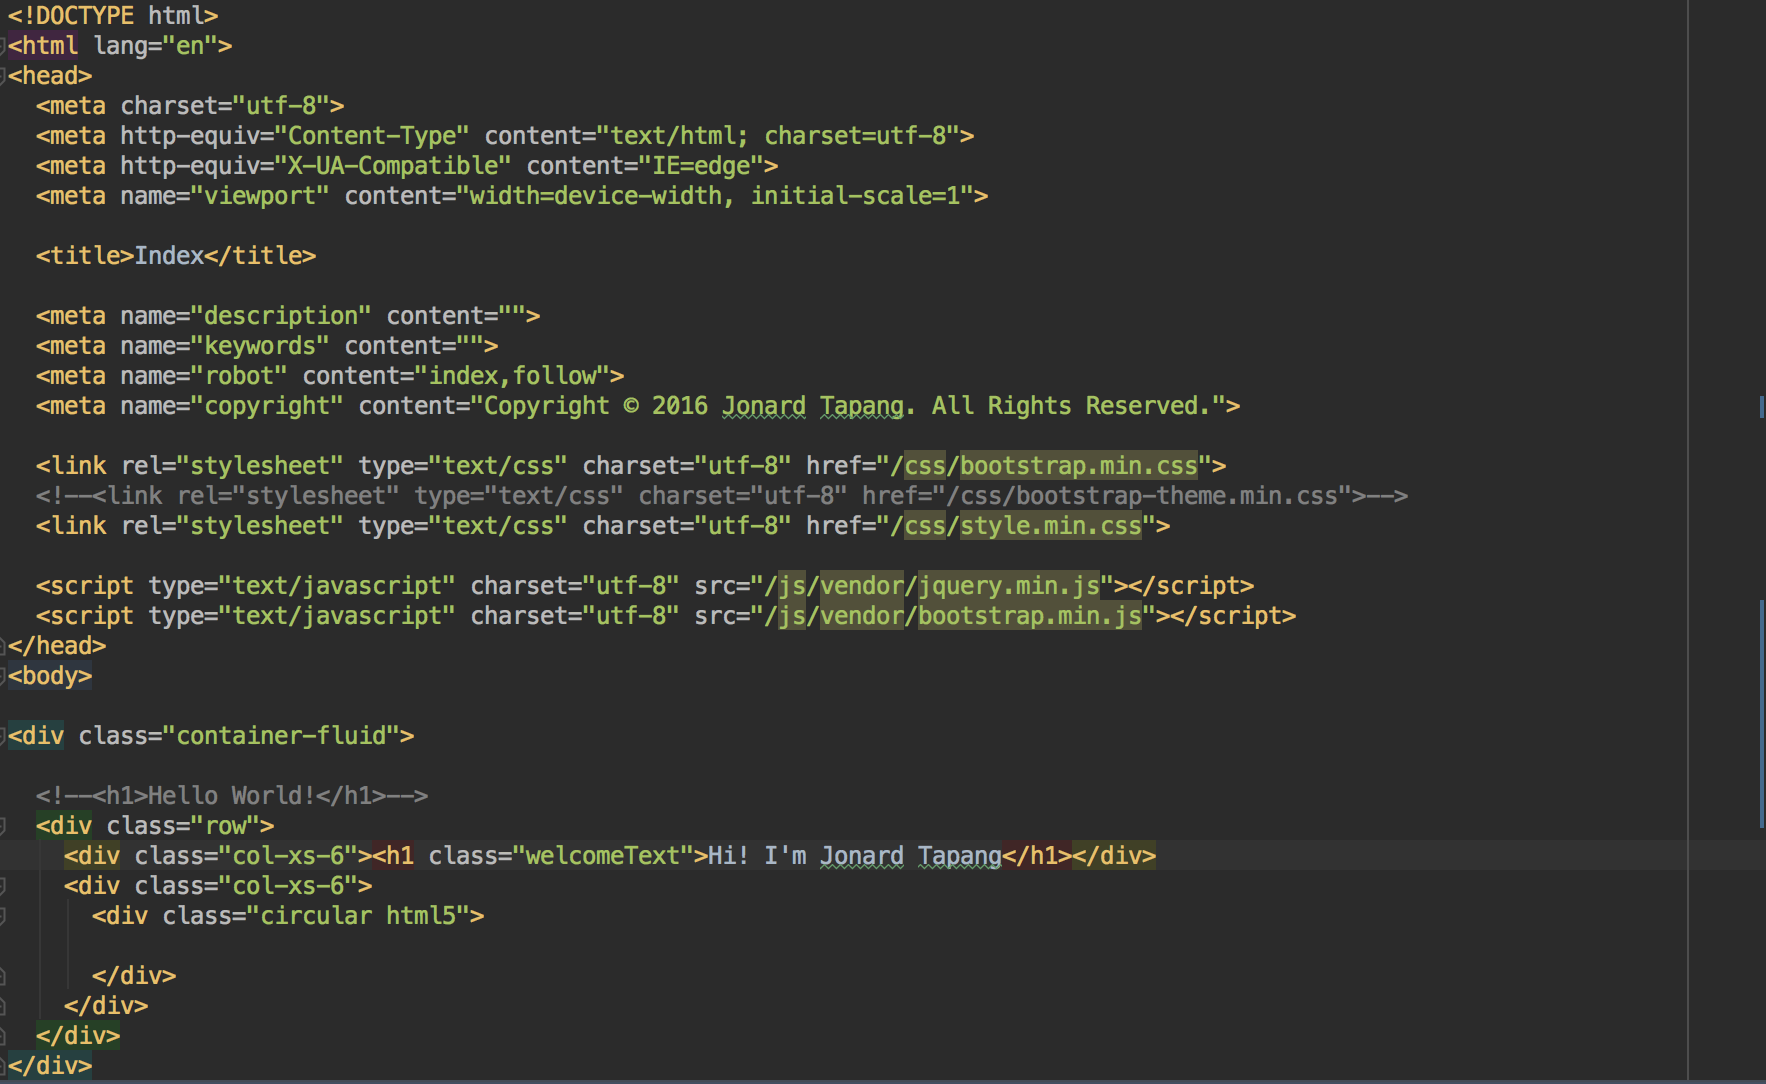 <!DOCTYPE html>
<html lang="en">
<head>
  <meta charset="utf-8">
  <meta http-equiv="Content-Type" content="text/html; charset=utf-8">
  <meta http-equiv="X-UA-Compatible" content="IE=edge">
  <meta name="viewport" content="width=device-width, initial-scale=1">

  <title>Index</title>

  <meta name="description" content="">
  <meta name="keywords" content="">
  <meta name="robot" content="index,follow">
  <meta name="copyright" content="Copyright © 2016 Jonard Tapang. All Rights Reserved.">

  <link rel="stylesheet" type="text/css" charset="utf-8" href="/css/bootstrap.min.css">
  <!--<link rel="stylesheet" type="text/css" charset="utf-8" href="/css/bootstrap-theme.min.css">-->
  <link rel="stylesheet" type="text/css" charset="utf-8" href="/css/style.min.css">

  <script type="text/javascript" charset="utf-8" src="/js/vendor/jquery.min.js"></script>
  <script type="text/javascript" charset="utf-8" src="/js/vendor/bootstrap.min.js"></script>
</head>
<body>

<div class="container-fluid">

  <!--<h1>Hello World!</h1>-->
  <div class="row">
    <div class="col-xs-6"><h1 class="welcomeText">Hi! I'm Jonard Tapang</h1></div>
    <div class="col-xs-6">
      <div class="circular html5">

      </div>
    </div>
  </div>
</div>